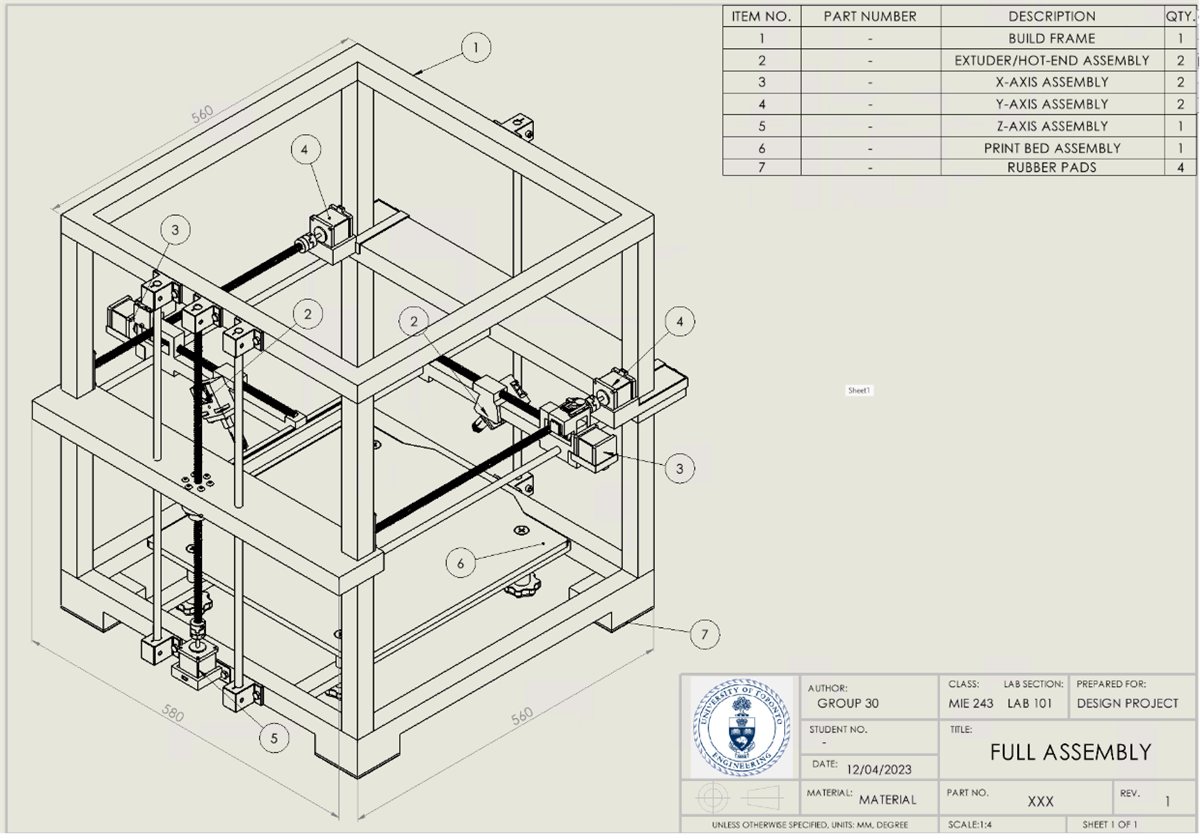 ITEM NO. PART NUMBER DESCRIPTION QTY.
1 - BUILD FRAME 1
2 - EXTUDER/HOT-END ASSEMBLY 2
3 - X-AXIS ASSEMBLY 2
4 - Y-AXIS ASSEMBLY 2
5 - Z-AXIS ASSEMBLY 1
6 - PRINT BED ASSEMBLY 1
7 - RUBBER PADS 4
1
560
4
3
2
2
4
Sheet1
3
6
7
580
560
5
UNIVERSITY OF TORONTO
ENGINEERING
AUTHOR:
GROUP 30
CLASS: LAB SECTION:
MIE 243 LAB 101
PREPARED FOR:
DESIGN PROJECT
STUDENT NO.
-
TITLE:
FULL ASSEMBLY
DATE: 12/04/2023
MATERIAL: MATERIAL
PART NO.
XXX
REV.
1
UNLESS OTHERWISE SPECIFIED, UNITS: MM, DEGREE
SCALE:1:4
SHEET 1 OF 1